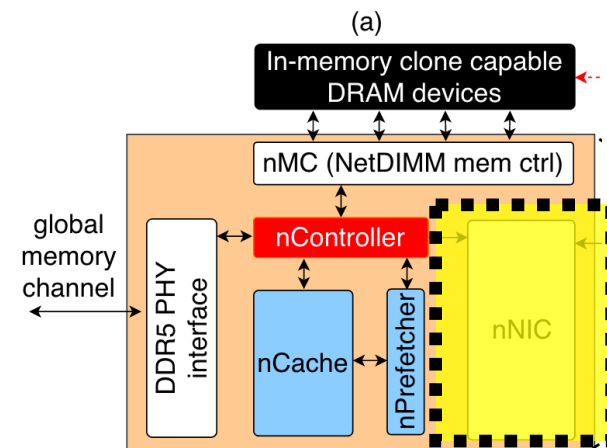 (a)
In-memory clone capable
DRAM devices
nMC (NetDIMM mem ctrl)
global
memory
channel
nController
DDR5 PHY
interface
nCache
nPrefetcher
nNIC